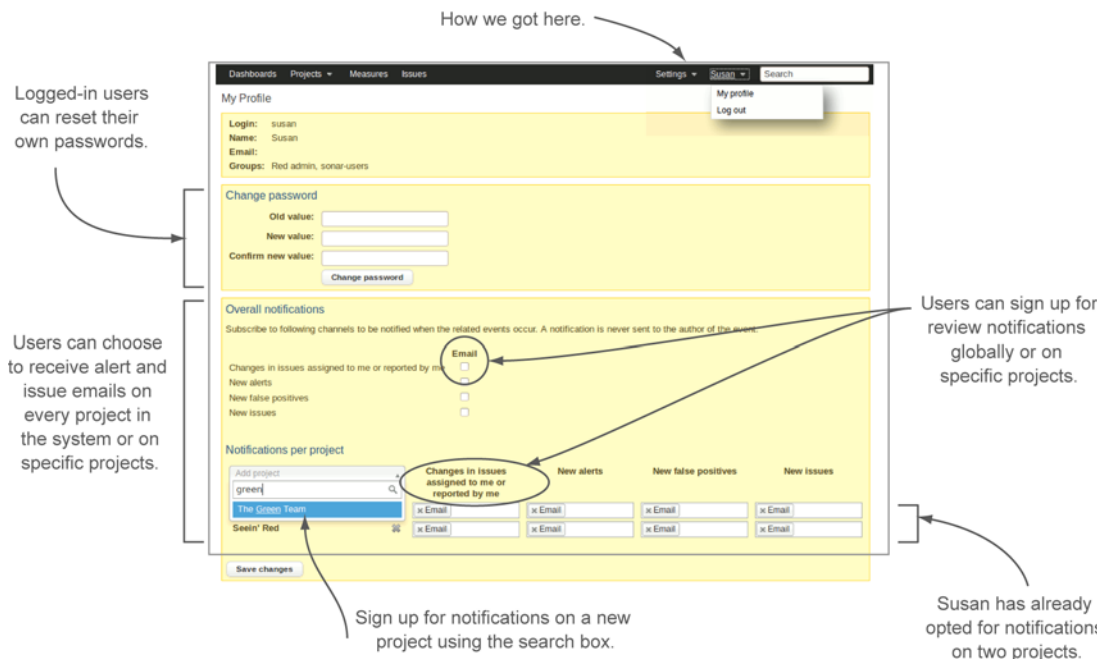 How we got here.
Dashboards Projects Measures Issues Settings Susan Search
My profile
Log out
My Profile
Logged-in users
can reset their
own passwords.
Login: susan
Name: Susan
Email:
Groups: Red admin, sonar-users
Change password
Old value:
New value:
Confirm new value:
Change password
Overall notifications
Subscribe to following channels to be notified when the related events occur. A notification is never sent to the author of the event.
Email
Changes in issues assigned to me or reported by me
New alerts
New false positives
New issues
Users can choose
to receive alert and
issue emails on
every project in
the system or on
specific projects.
Users can sign up for
review notifications
globally or on
specific projects.
Notifications per project
Add project
green
The Green Team
Seein' Red
Changes in issues
assigned to me or
reported by me
New alerts
New false positives
New issues
x Email x Email x Email x Email
x Email x Email x Email x Email
Save changes
Sign up for notifications on a new
project using the search box.
Susan has already
opted for notifications
on two projects.